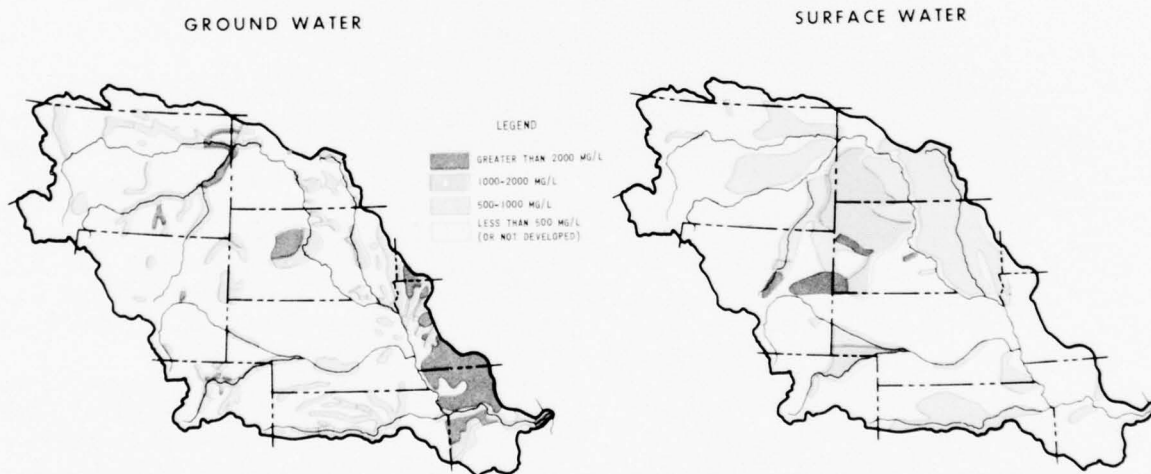 GROUND WATER
SURFACE WATER
LEGEND
GREATER THAN 2000 MG/L
1000-2000 MG/L
500-1000 MG/L
LESS THAN 500 MG/L
(OR NOT DEVELOPED)